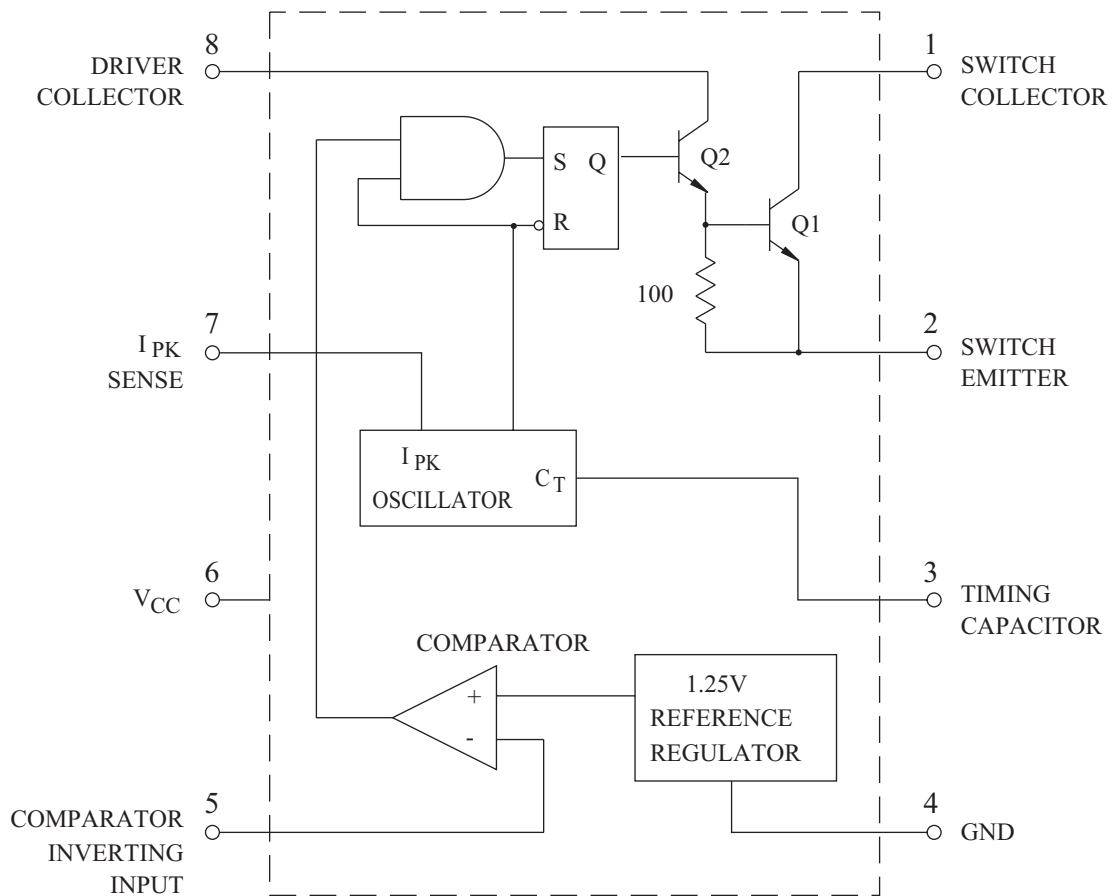 8
DRIVER
COLLECTOR
1
SWITCH
COLLECTOR
S Q
R
Q2
Q1
100
7
I PK
SENSE
2
SWITCH
EMITTER
I PK
C T
OSCILLATOR
6
VCC
3
TIMING
CAPACITOR
COMPARATOR
+
-
1.25V
REFERENCE
REGULATOR
5
COMPARATOR
INVERTING
INPUT
4
GND